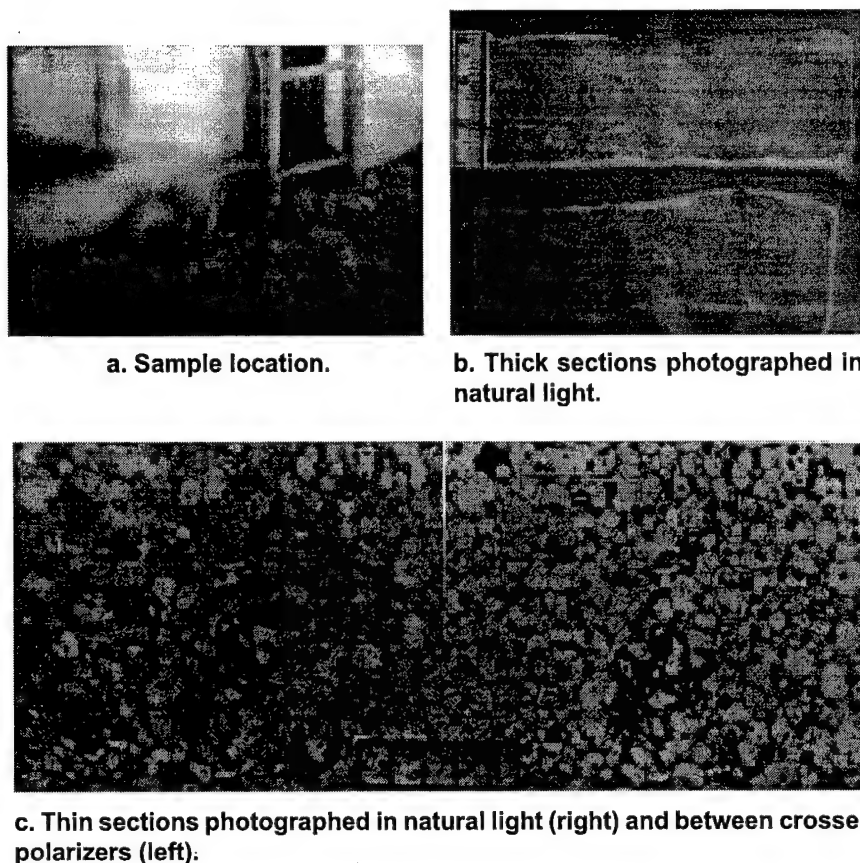 a. Sample location.
b. Thick sections photographed in
natural light.
c. Thin sections photographed in natural light (right) and between crosse
polarizers (left).